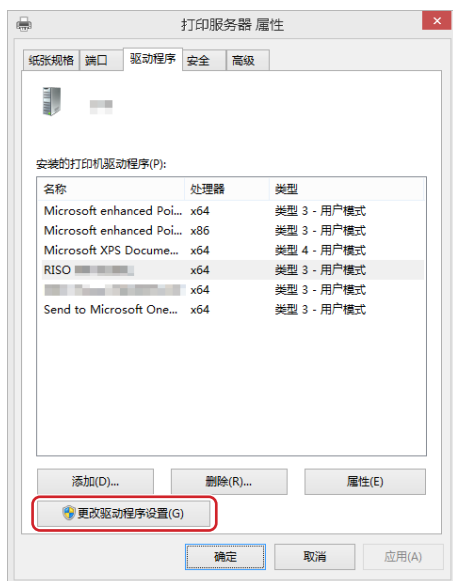 打印服务器 属性
纸张规格 端口 驱动程序 安全 高级
安装的打印机驱动程序(P):
名称 处理器 类型
Microsoft enhanced Poi... x64 类型 3 - 用户模式
Microsoft enhanced Poi... x86 类型 3 - 用户模式
Microsoft XPS Docume... x64 类型 4 - 用户模式
RISO x64 类型 3 - 用户模式
x64 类型 3 - 用户模式
Send to Microsoft One... x64 类型 3 - 用户模式
添加(D)... 删除(R)... 属性(E)
更改驱动程序设置(G)
确定 取消 应用(A)